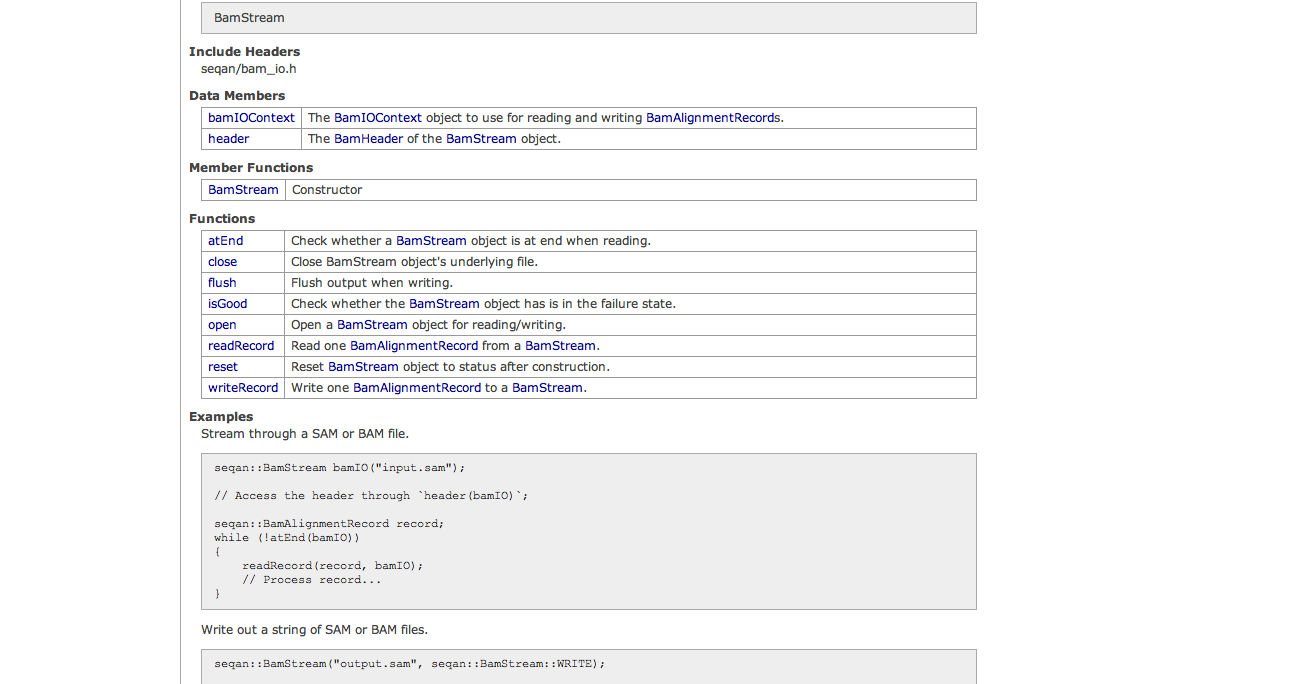 BamStream
Include Headers
seqan/bam_io.h
Data Members
bamIOContext The BamIOContext object to use for reading and writing BamAlignmentRecords.
header The BamHeader of the BamStream object.
Member Functions
BamStream Constructor
Functions
atEnd Check whether a BamStream object is at end when reading.
close Close BamStream object's underlying file.
flush Flush output when writing.
isGood Check whether the BamStream object has is in the failure state.
open Open a BamStream object for reading/writing.
readRecord Read one BamAlignmentRecord from a BamStream.
reset Reset BamStream object to status after construction.
writeRecord Write one BamAlignmentRecord to a BamStream.
Examples
Stream through a SAM or BAM file.
seqan::BamStream bamIO("input.sam");
// Access the header through `header(bamIO)`;
seqan::BamAlignmentRecord record;
while (!atEnd(bamIO))
{
    readRecord(record, bamIO);
    // Process record...
}
Write out a string of SAM or BAM files.
seqan::BamStream("output.sam", seqan::BamStream::WRITE);